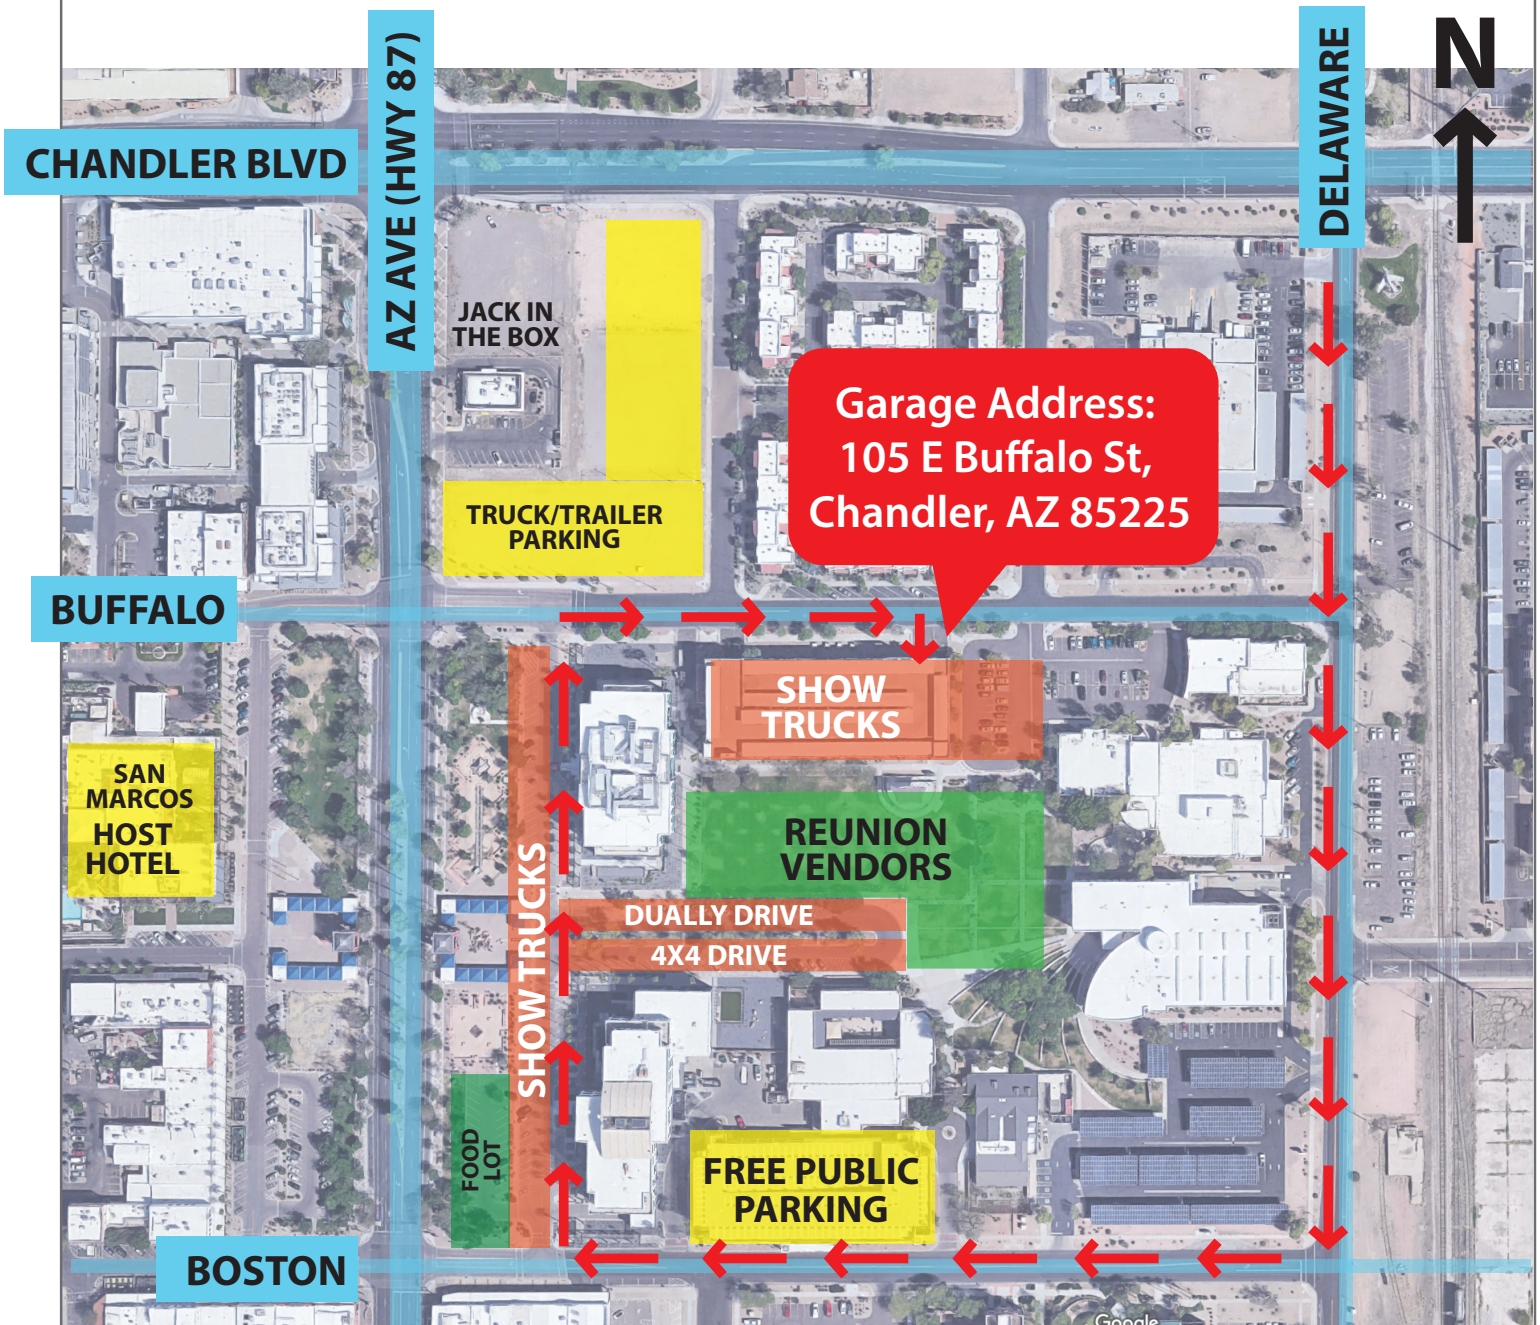 N
CHANDLER BLVD
AZ AVE (HWY 87)
DELAWARE
JACK IN
THE BOX
Garage Address:
105 E Buffalo St,
Chandler, AZ 85225
TRUCK/TRAILER
PARKING
BUFFALO
SHOW
TRUCKS
SAN
MARCOS
HOST
HOTEL
SHOW TRUCKS
REUNION
VENDORS
DUALLY DRIVE
4X4 DRIVE
FOOD
LOT
FREE PUBLIC
PARKING
BOSTON
Google